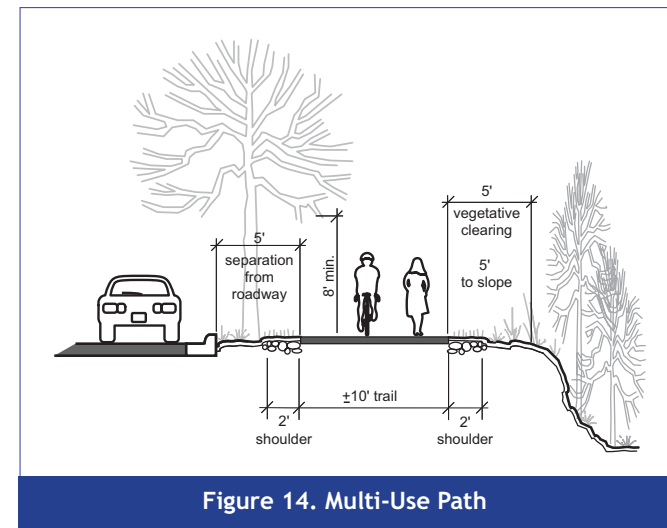 5'
separation
from
roadway
8' min.
5'
vegetative
clearing
5'
to slope
±10' trail
2'
shoulder
2'
shoulder
Figure 14. Multi-Use Path